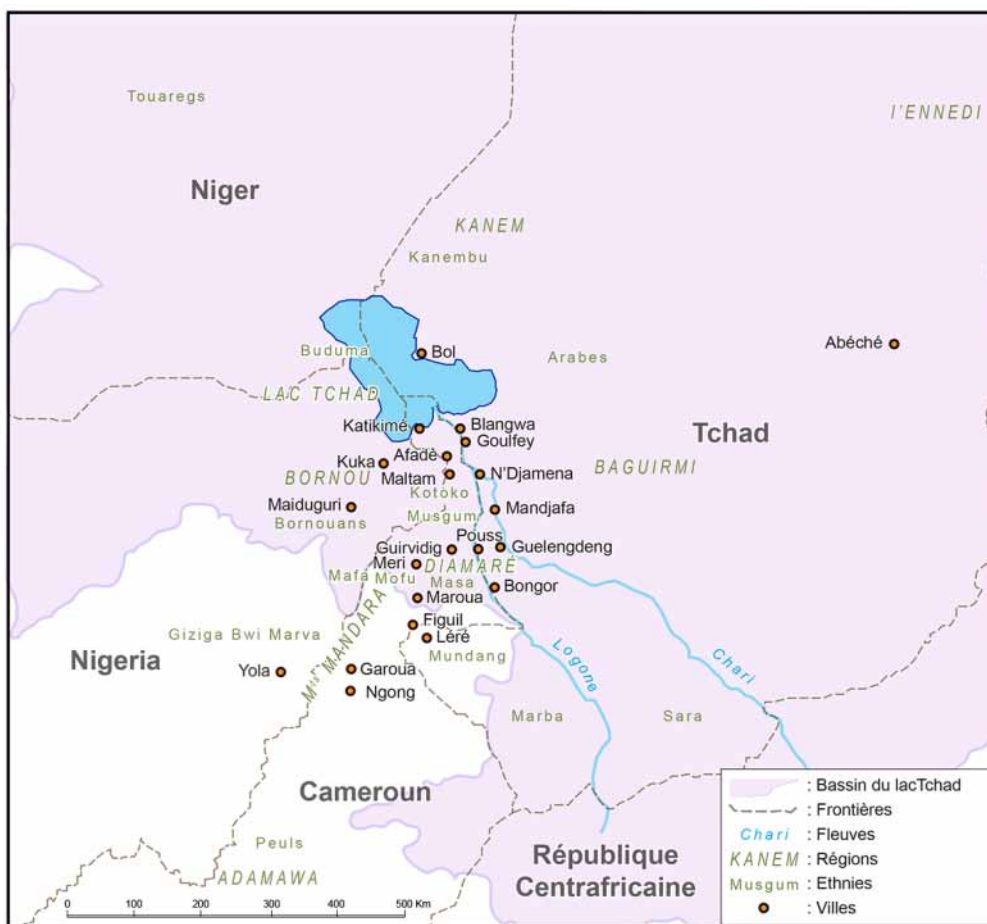 Touaregs
l'ENNEDI
Niger
KANEM
Kanembu
Buduma
Bol
Arabes
Abéché
LAC TCHAD
Katikimé
Blangwa
Goulfey
Tchad
Afadè
Kuka
BORNOU
Maltam
N'Djamena
BAGUIRMI
Kotoko
Maiduguri
Musgum
Mandjafa
Bornouans
Pouss
Guirvidig
Guelengdeng
Meri
DIAMARÉ
Mafa
Mofu
Masa
Bongor
Maroua
Figuil
Giziga Bwi Marva
Léré
Nigeria
Mts MANDARA
Mundang
Yola
Garoua
Ngong
Logone
Chari
Marba
Sara
Cameroun
Peuls
ADAMAWA
République
Centrafricaine
0 100 200 300 400 500 Km
: Bassin du lacTchad
: Frontières
Chari : Fleuves
KANEM : Régions
Musgum : Ethnies
: Villes